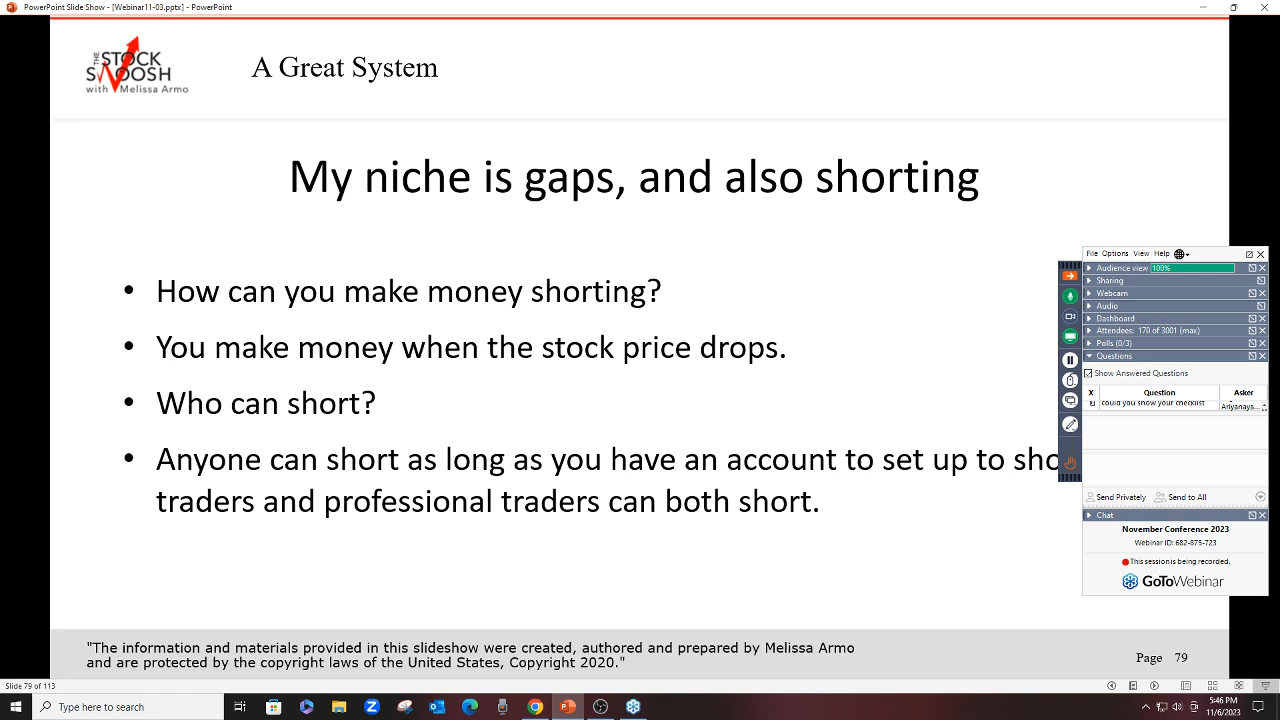 PowerPoint Slide Show - [Webinar11-03.pptx] - PowerPoint
THE
STOCK
SWOOSH
with Melissa Armo
A Great System
My niche is gaps, and also shorting
• How can you make money shorting?
• You make money when the stock price drops.
• Who can short?
• Anyone can short as long as you have an account to set up to sho
traders and professional traders can both short.
"The information and materials provided in this slideshow were created, authored and prepared by Melissa Armo
and are protected by the copyright laws of the United States, Copyright 2020."
Page 79
File Options View Help
Audience view 100%
Sharing
Webcam
Audio
Dashboard
Attendees: 170 of 3001 (max)
Polls (0/3)
Questions
Show Answered Questions
X Question Asker
could you show your checklist Ariyanaya...
Send Privately Send to All
Chat
November Conference 2023
Webinar ID: 682-875-723
This session is being recorded.
GoToWebinar
Slide 79 of 113
Type here to search
5:46 PM
11/6/2023